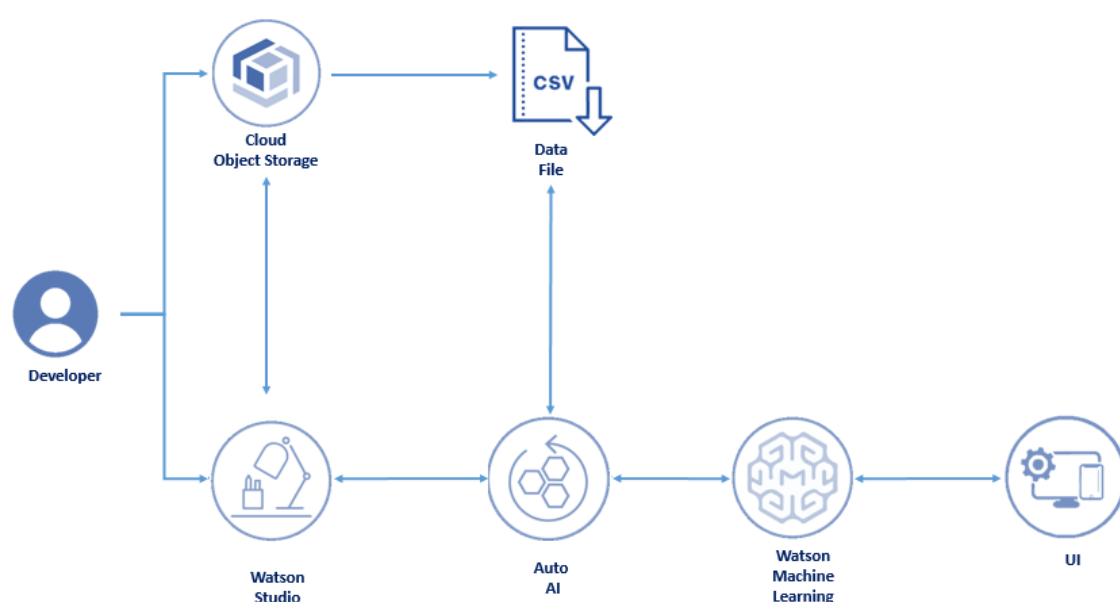 CSV
Cloud
Object Storage
Data
File
Developer
Watson
Studio
Auto
AI
Watson
Machine
Learning
UI